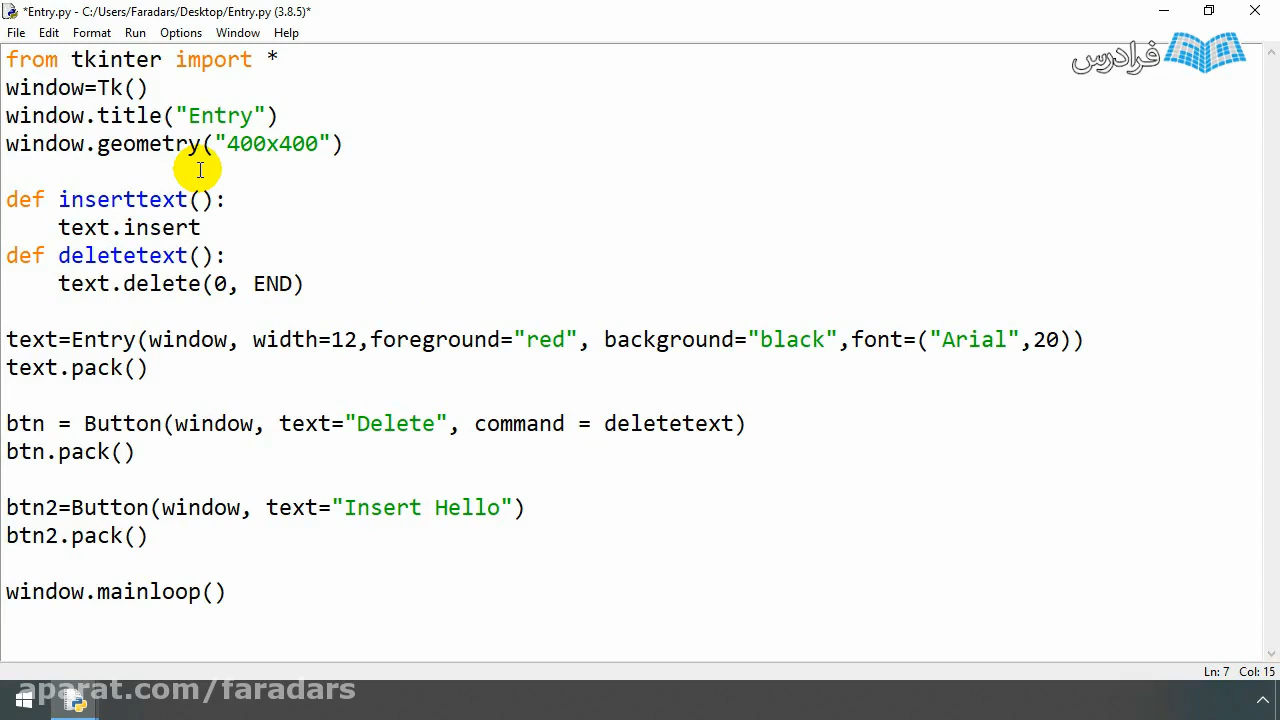 *Entry.py - C:/Users/Faradars/Desktop/Entry.py (3.8.5)*
File Edit Format Run Options Window Help
فرادرس
from tkinter import *
window=Tk()
window.title("Entry")
window.geometry("400x400")
def inserttext():
    text.insert
def deletetext():
    text.delete(0, END)
text=Entry(window, width=12,foreground="red", background="black",font=("Arial",20))
text.pack()
btn = Button(window, text="Delete", command = deletetext)
btn.pack()
btn2=Button(window, text="Insert Hello")
btn2.pack()
window.mainloop()
Ln: 7 Col: 15
aparat.com/faradars